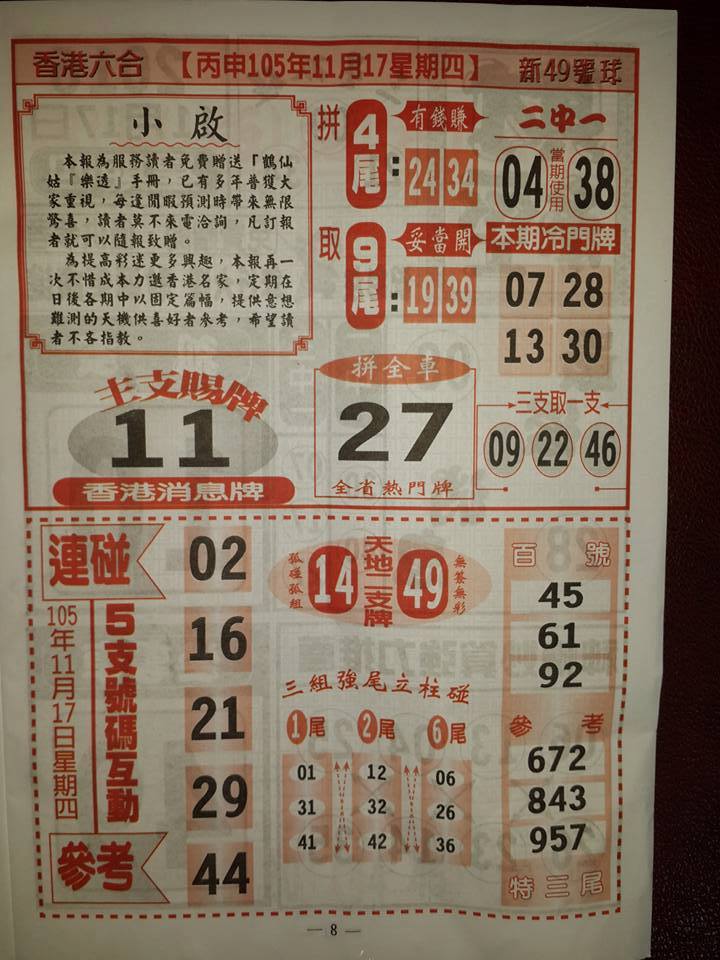 香港六合 【丙申105年11月17星期四】 新49號球
小啟
本報為服務讀者免費贈送「鶴仙
姑『樂透』手冊，已有多年普獲大
家重視，每逢閒暇預測時帶來無限
驚喜，讀者莫不來電洽詢，凡訂報
者就可以隨報致贈。
為提高彩迷更多興趣，本報再一
次不惜成本力邀香港名家，定期在
日後各期中以固定篇幅，提供意想
難測的天機供喜好者參考，希望讀
者不吝指教。
拼 4尾： 有錢賺
24 34
取 9尾： 妥當開
19 39
二中一
04 當期使用 38
本期冷門牌
07 28
13 30
主支賜牌
11
香港消息牌
拼全車
27
全省熱門牌
三支取一支
09 22 46
連碰
105年11月17日星期四
5支號碼互動
參考
02
16
21
29
44
孤碰孤組 14 天地二支牌 49 無簽無彩
三組強尾立柱碰
1尾 2尾 6尾
01 12 06
31 32 26
41 42 36
百號
45
61
92
參考
672
843
957
特三尾
— 8 —